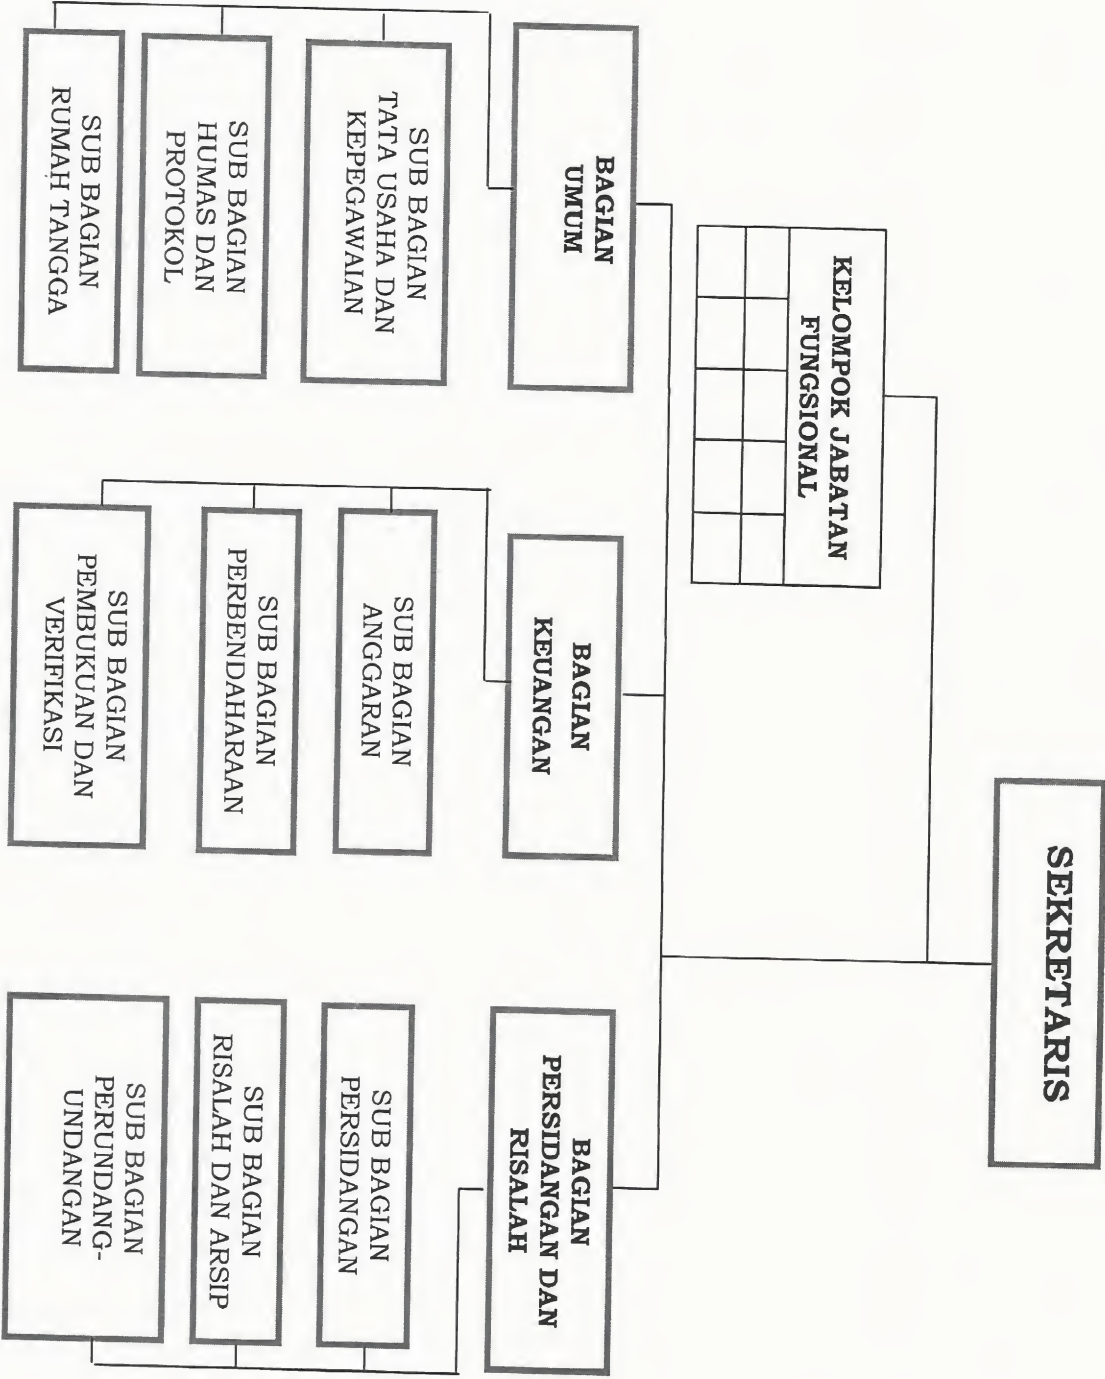 SEKRETARIS
KELOMPOK JABATAN
FUNGSIONAL
BAGIAN
UMUM
BAGIAN
KEUANGAN
BAGIAN
PERSIDANGAN DAN
RISALAH
SUB BAGIAN
TATA USAHA DAN
KEPEGAWAIAN
SUB BAGIAN
HUMAS DAN
PROTOKOL
SUB BAGIAN
RUMAH TANGGA
SUB BAGIAN
ANGGARAN
SUB BAGIAN
PERBENDAHARAAN
SUB BAGIAN
PEMBUKUAN DAN
VERIFIKASI
SUB BAGIAN
PERSIDANGAN
SUB BAGIAN
RISALAH DAN ARSIP
SUB BAGIAN
PERUNDANG-
UNDANGAN